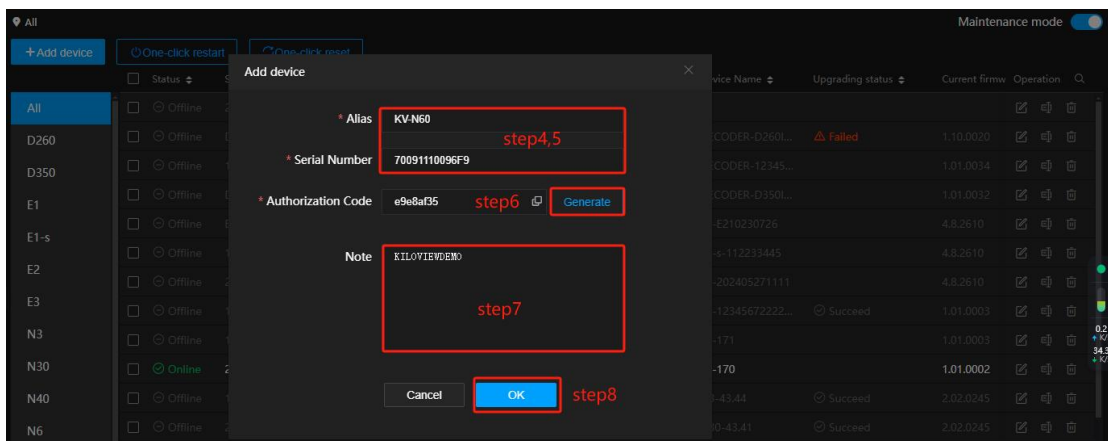 All
Maintenance mode
+ Add device
One-click restart
One-click reset
Status
Add device
vice Name
Upgrading status
Current firmw
Operation
All
Offline
* Alias
KV-N60
step4,5
D260
Offline
CODER-D260I...
Failed
1.10.0020
* Serial Number
70091110096F9
D350
Offline
CODER-12345...
1.01.0034
E1
Offline
* Authorization Code
e9e8af35
step6
Generate
CODER-D350I...
1.01.0032
Offline
-E210230726
4.8.2610
E1-s
Offline
Note
KILOVIEWDEMO
-s-112233445
4.8.2610
E2
Offline
-202405271111
4.8.2610
E3
Offline
step7
-12345672222...
Succeed
1.01.0003
N3
Offline
-171
1.01.0003
0.2
K/
34.3
K/
N30
Online
-170
1.01.0002
N40
Offline
Cancel
OK
step8
-43.44
Succeed
2.02.0245
N6
Offline
0-43.41
Succeed
2.02.0245